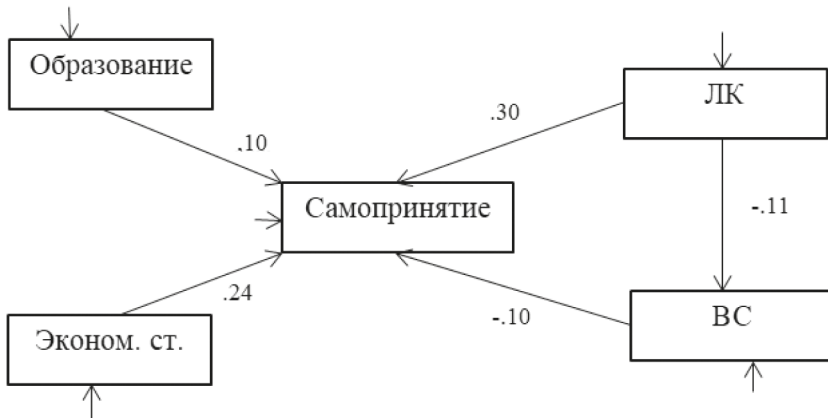 Образование
ЛК
,10
.30
Самопринятие
-.11
.24
-.10
ВС
Эконом. ст.